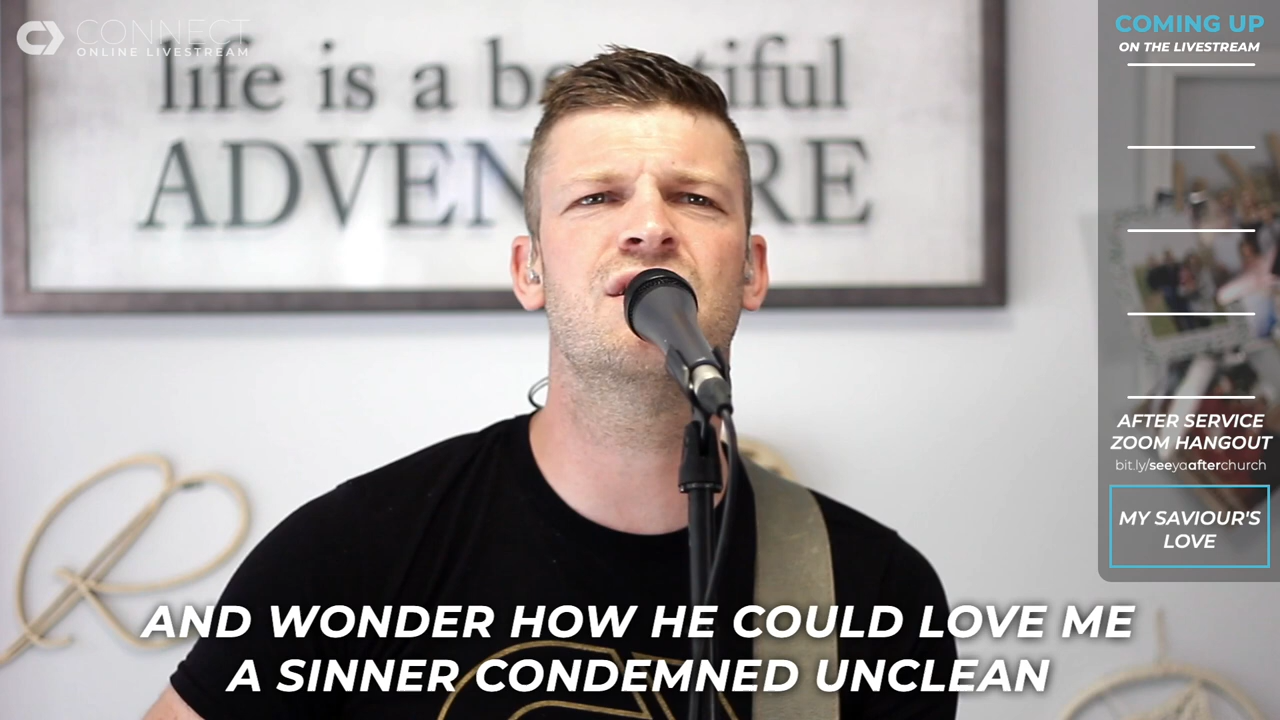 CONNECT
ONLINE LIVESTREAM
life is a be tiful
ADVEN RE
COMING UP
ON THE LIVESTREAM
AFTER SERVICE
ZOOM HANGOUT
bit.ly/seeyaafterchurch
MY SAVIOUR'S
LOVE
AND WONDER HOW HE COULD LOVE ME
A SINNER CONDEMNED UNCLEAN